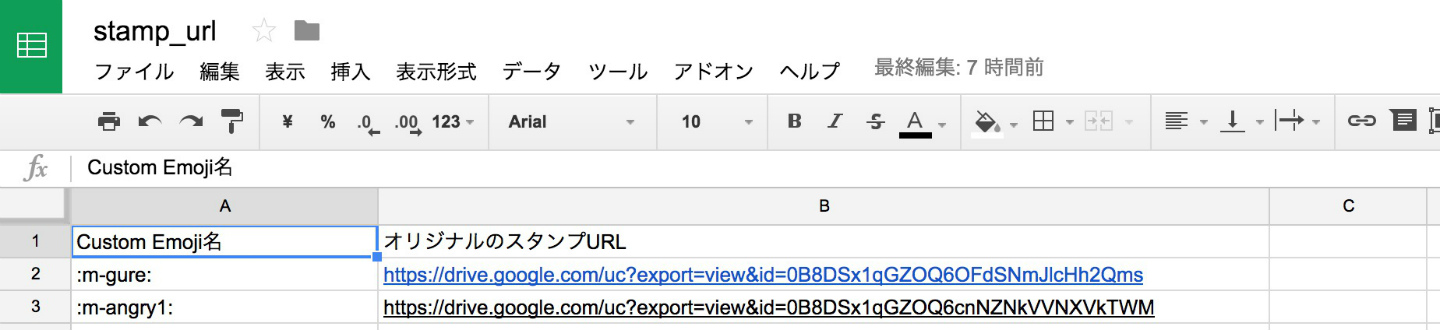 stamp_url
ファイル 編集 表示 挿入 表示形式 データ ツール アドオン ヘルプ 最終編集: 7 時間前
¥ % .0 .00 123 Arial 10 B I S A
fx Custom Emoji名
A B C
1 Custom Emoji名 オリジナルのスタンプURL
2 :m-gure: https://drive.google.com/uc?export=view&id=0B8DSx1qGZOQ6OFdSNmJlcHh2Qms
3 :m-angry1: https://drive.google.com/uc?export=view&id=0B8DSx1qGZOQ6cnNZNkVVNXVkTWM